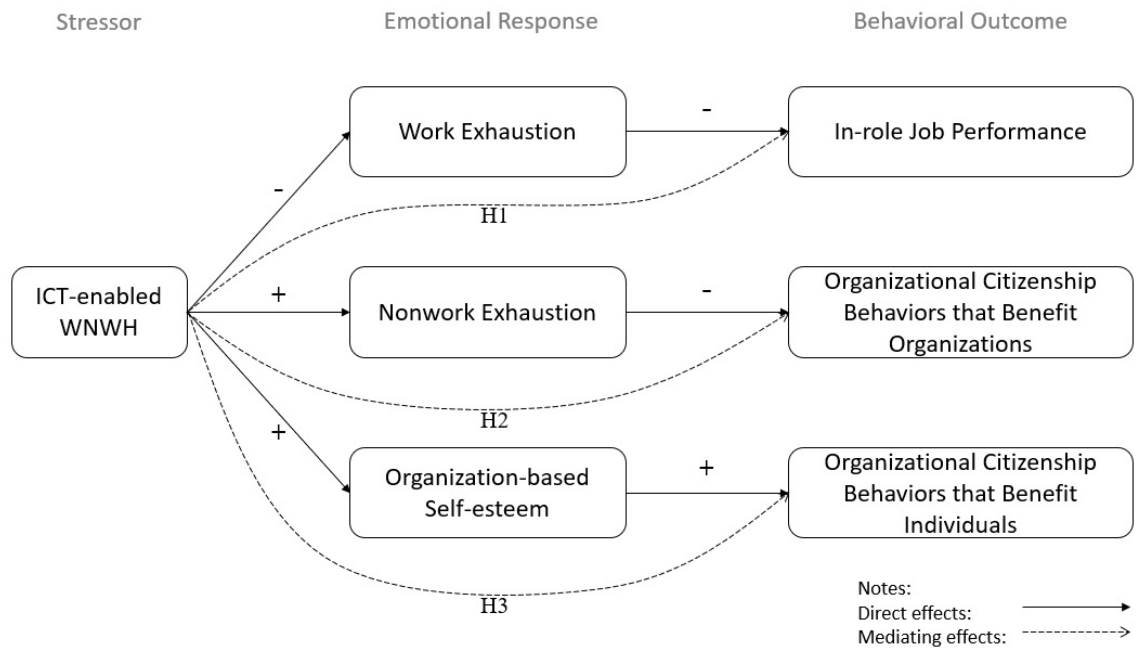 Stressor
Emotional Response
Behavioral Outcome
Work Exhaustion
-
In-role Job Performance
-
H1
ICT-enabled
WNWH
+
Nonwork Exhaustion
-
Organizational Citizenship
Behaviors that Benefit
Organizations
H2
+
Organization-based
Self-esteem
+
Organizational Citizenship
Behaviors that Benefit
Individuals
H3
Notes:
Direct effects:
Mediating effects: